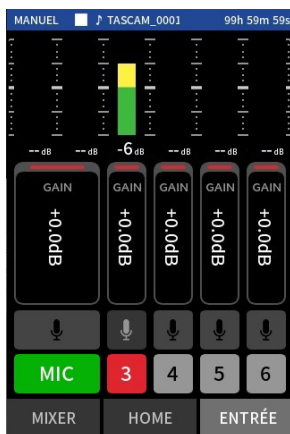 MANUEL ♪ TASCAM_0001 99h 59m 59s
--dB --dB -6dB --dB --dB --dB
GAIN GAIN GAIN GAIN GAIN
+0.0dB +0.0dB +0.0dB +0.0dB +0.0dB
MIC 3 4 5 6
MIXER HOME ENTRÉE